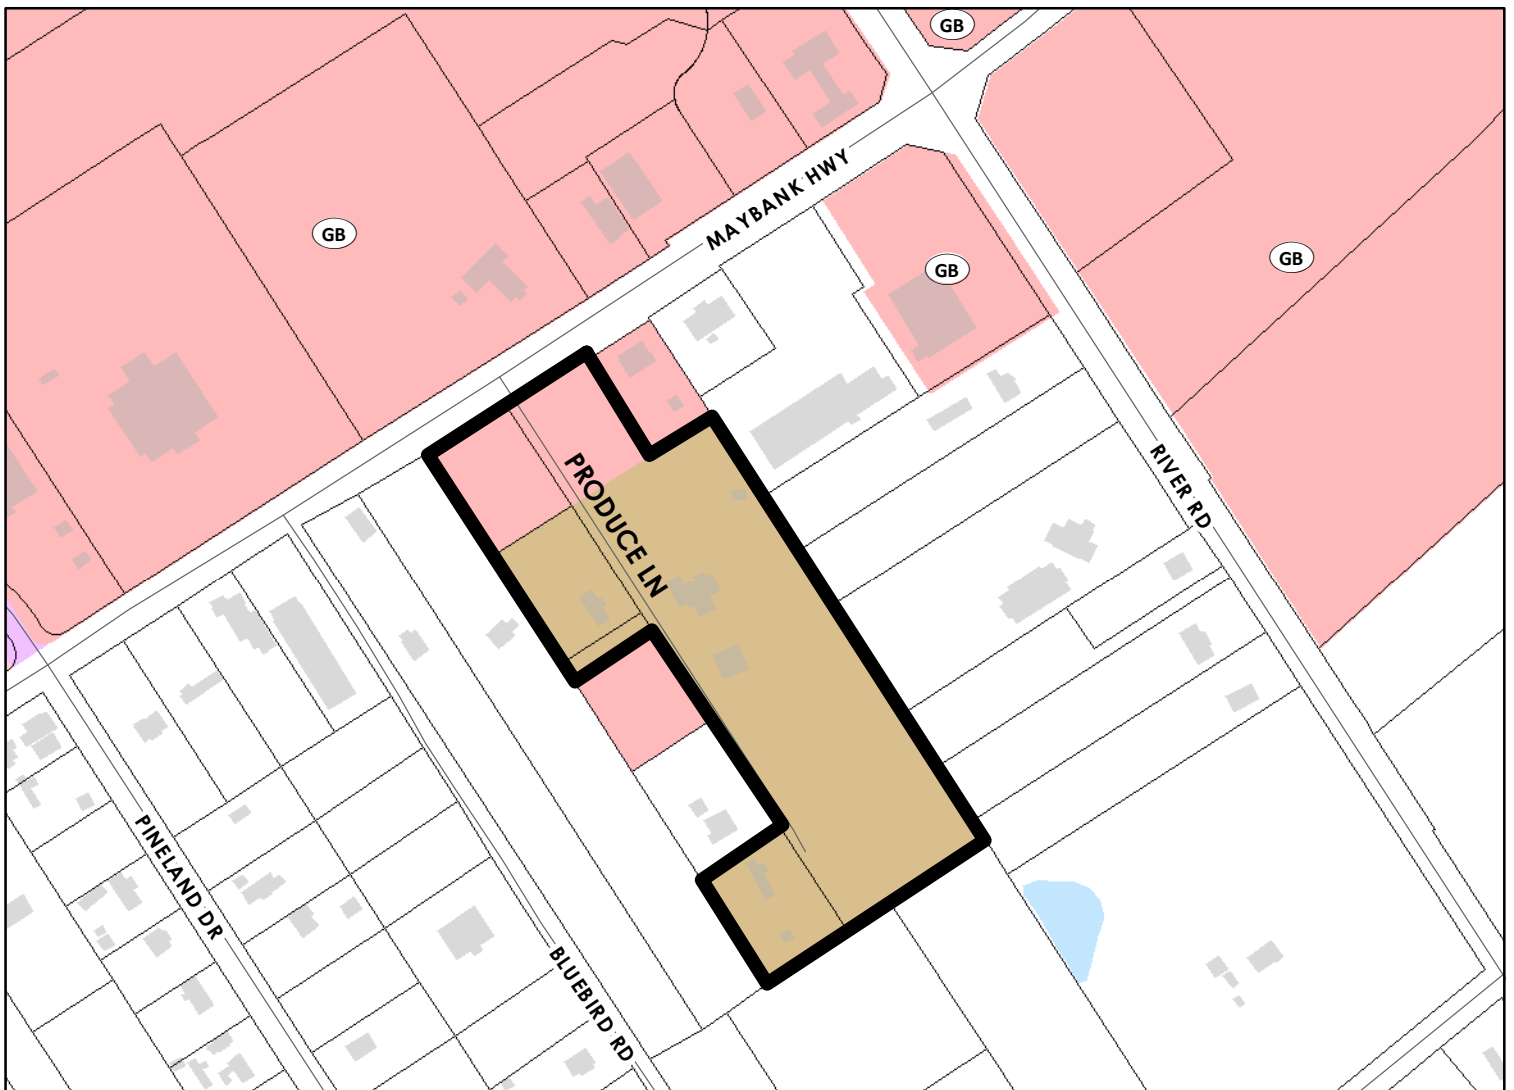 GB
MAYBANK HWY
GB
GB
GB
PRODUCE LN
RIVER RD
PINELAND DR
BLUEBIRD RD